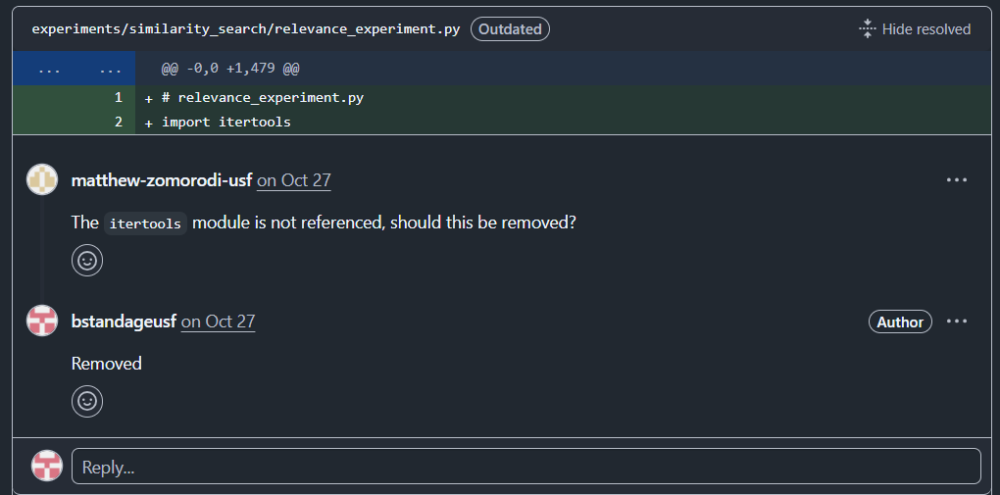 experiments/similarity_search/relevance_experiment.py Outdated Hide resolved
... ... @@ -0,0 +1,479 @@
1 + # relevance_experiment.py
2 + import itertools
matthew-zomorodi-usf on Oct 27 ...
The itertools module is not referenced, should this be removed?
bstandageusf on Oct 27 Author ...
Removed
Reply...